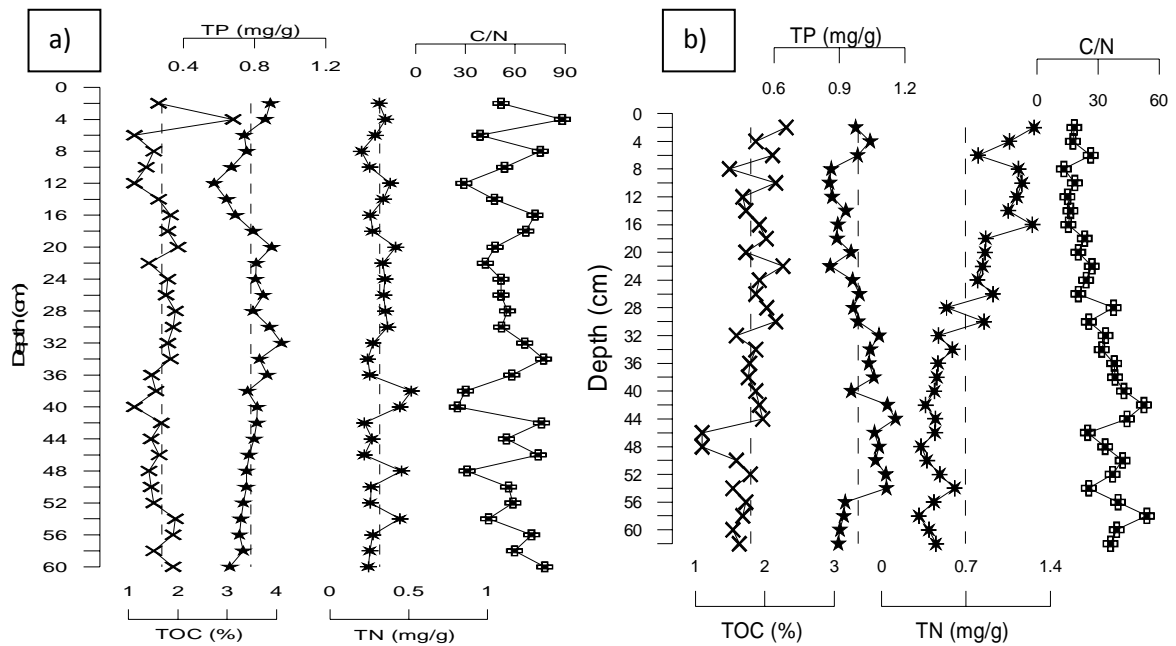 a)
TP (mg/g)
0.4 0.8 1.2
C/N
0 30 60 90
Depth (cm)
0
4
8
12
16
20
24
28
32
36
40
44
48
52
56
60
1 2 3 4
TOC (%)
0 0.5 1
TN (mg/g)
b)
TP (mg/g)
0.6 0.9 1.2
C/N
0 30 60
Depth (cm)
0
4
8
12
16
20
24
28
32
36
40
44
48
52
56
60
1 2 3
TOC (%)
0 0.7 1.4
TN (mg/g)